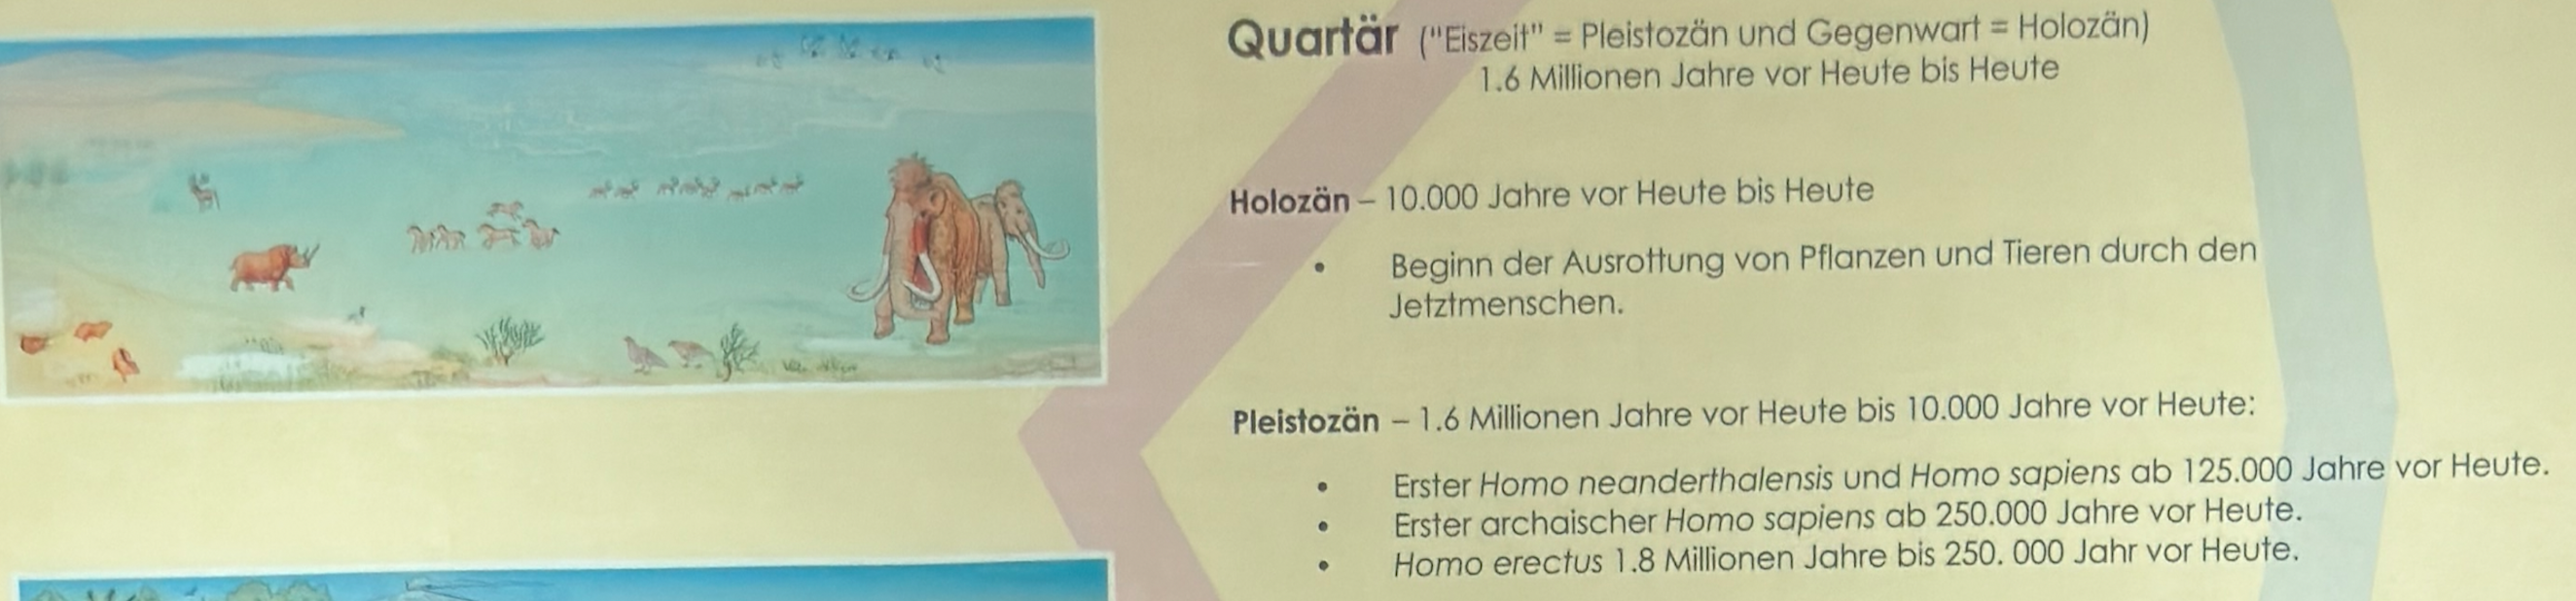 Quartär ("Eiszeit" = Pleistozän und Gegenwart = Holozän)
1.6 Millionen Jahre vor Heute bis Heute
Holozän – 10.000 Jahre vor Heute bis Heute
• Beginn der Ausrottung von Pflanzen und Tieren durch den
Jetztmenschen.
Pleistozän – 1.6 Millionen Jahre vor Heute bis 10.000 Jahre vor Heute:
• Erster Homo neanderthalensis und Homo sapiens ab 125.000 Jahre vor Heute.
• Erster archaischer Homo sapiens ab 250.000 Jahre vor Heute.
• Homo erectus 1.8 Millionen Jahre bis 250. 000 Jahr vor Heute.